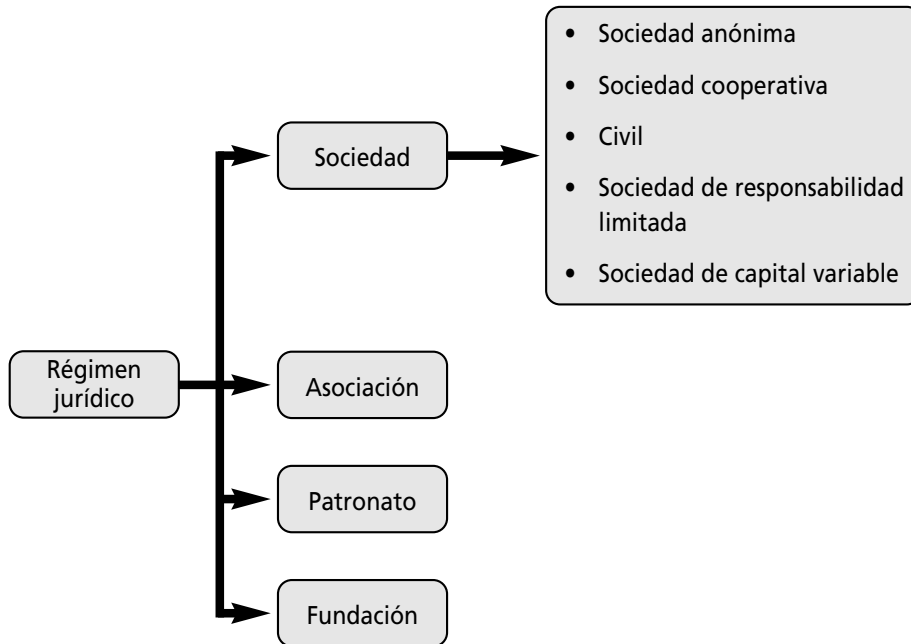 • Sociedad anónima
• Sociedad cooperativa
• Civil
• Sociedad de responsabilidad
limitada
• Sociedad de capital variable
Sociedad
Régimen
jurídico
Asociación
Patronato
Fundación